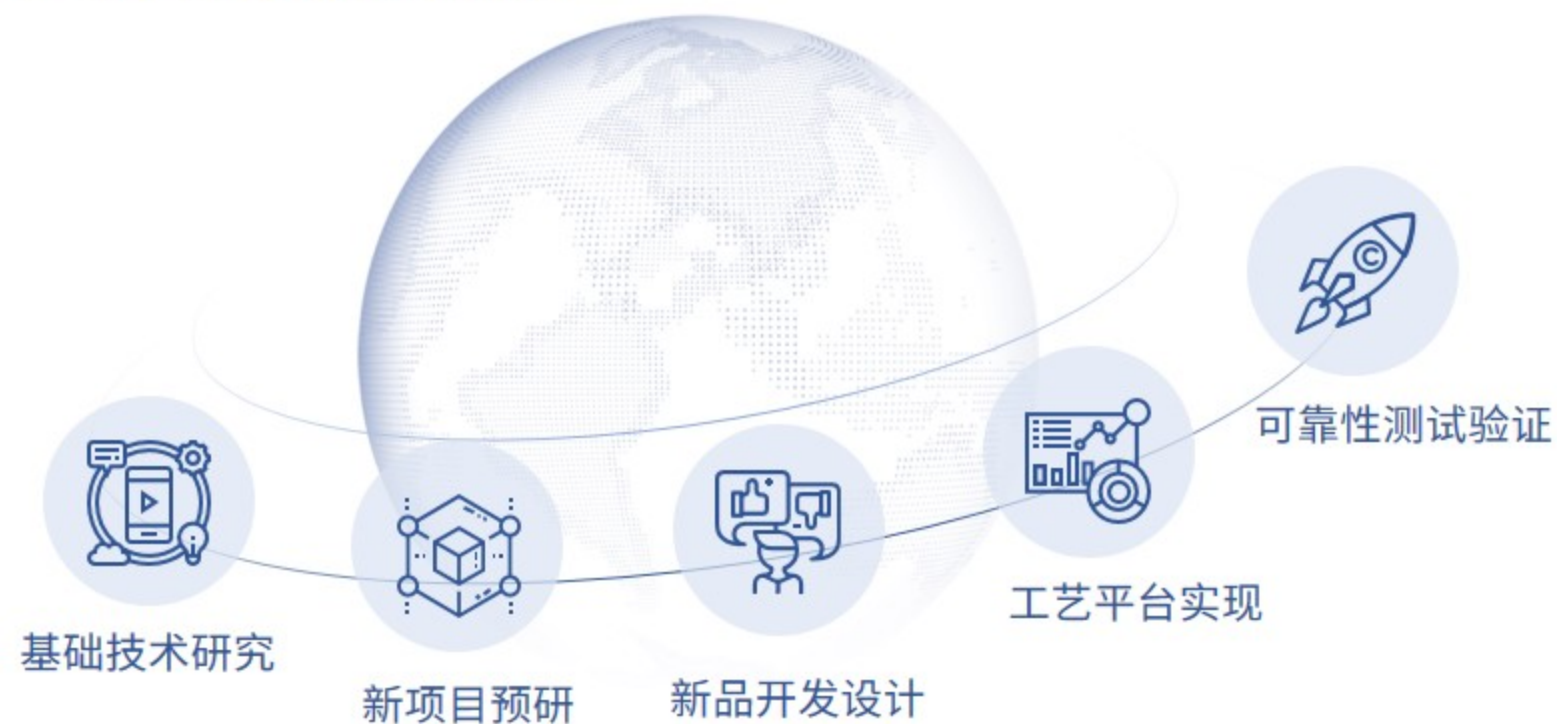 基础技术研究
新项目预研
新品开发设计
工艺平台实现
C
可靠性测试验证